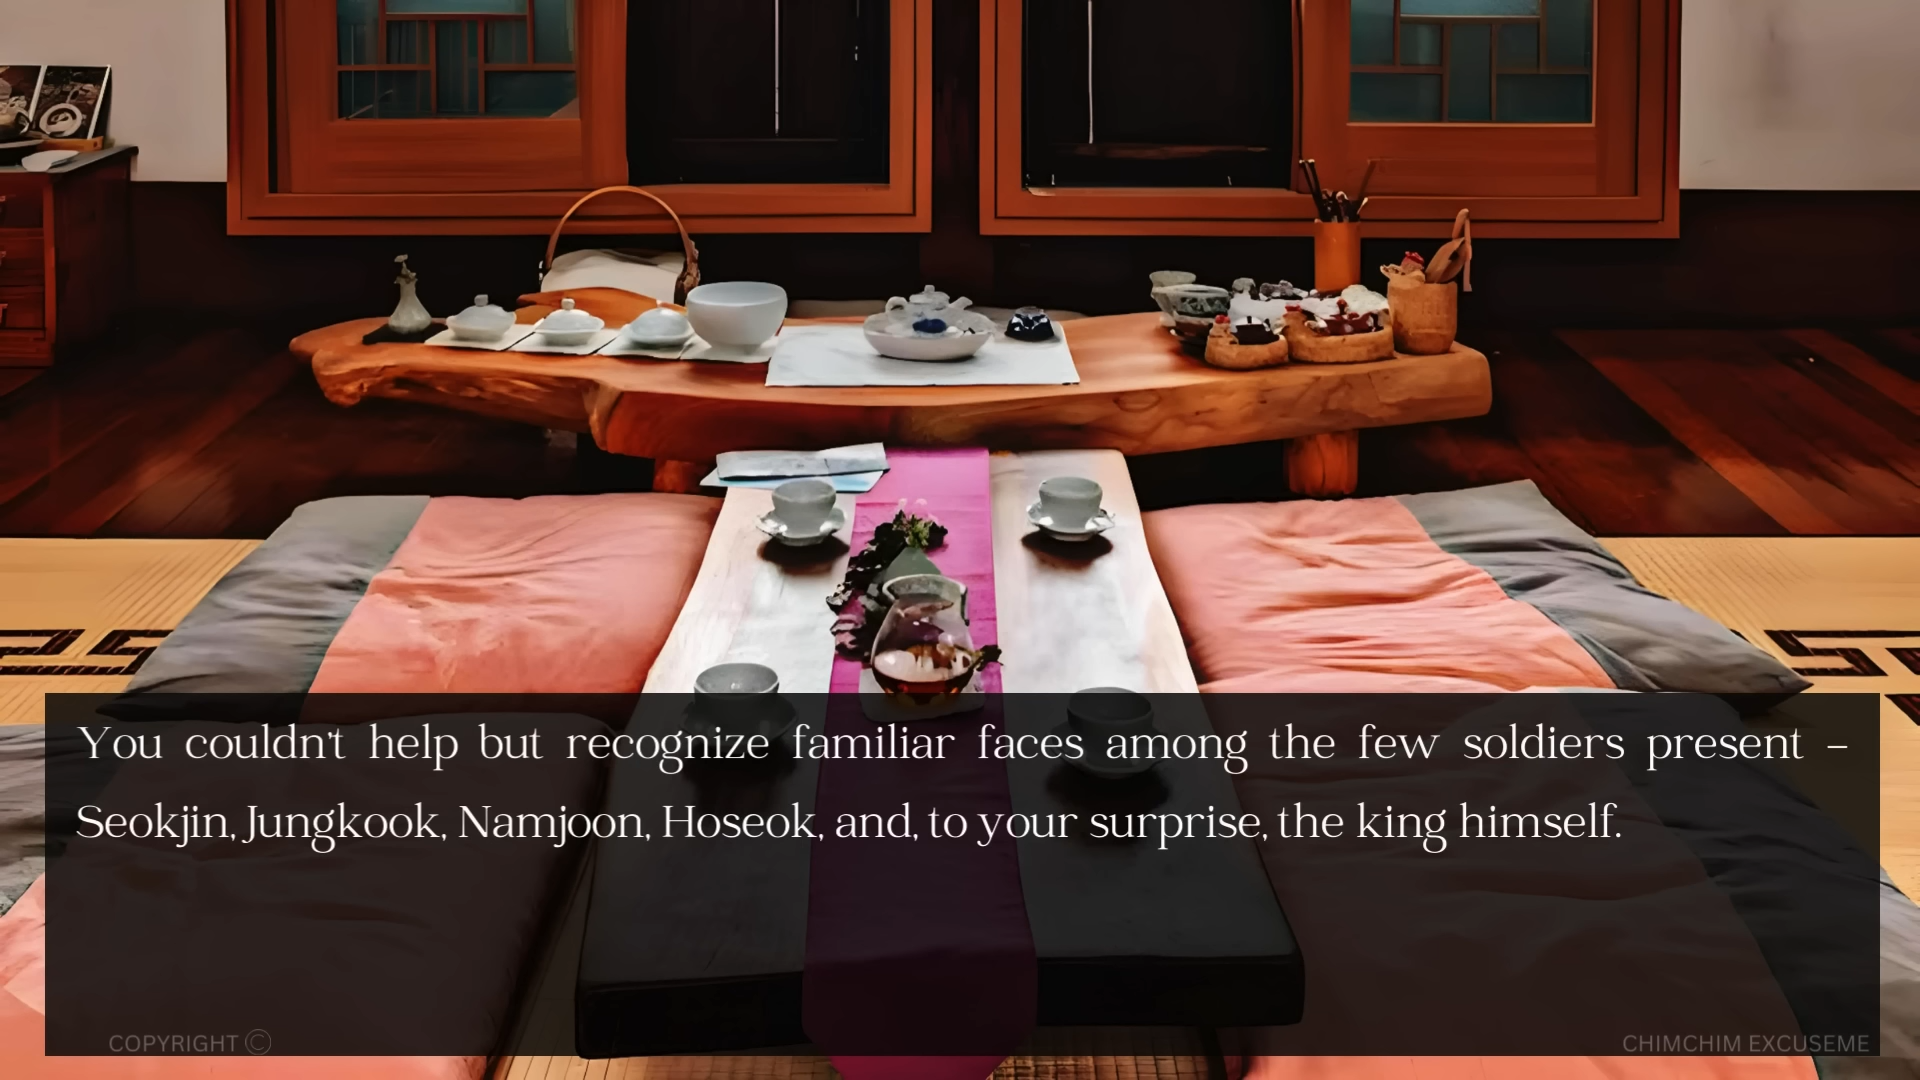 You couldn't help but recognize familiar faces among the few soldiers present –
Seokjin, Jungkook, Namjoon, Hoseok, and, to your surprise, the king himself.
COPYRIGHT ©
CHIMCHIM EXCUSEME